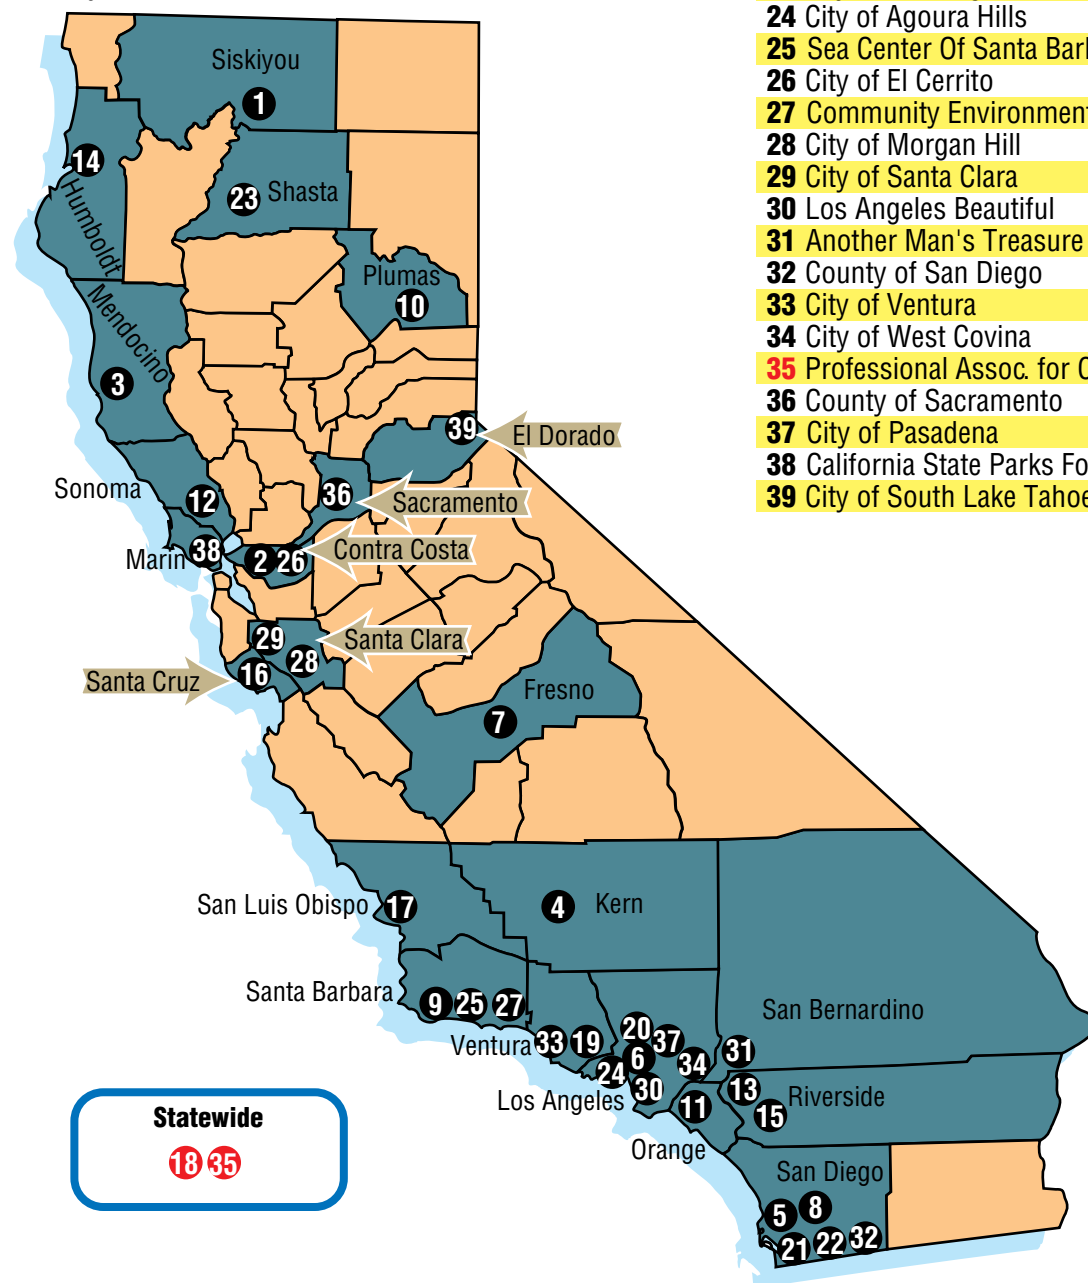 24 City of Agoura Hills
25 Sea Center Of Santa
26 City of El Cerrito
27 Community
28 City of Morgan Hill
29 City of Santa Clara
30 Los Angeles Beautiful
31 Another Man's Treasure
32 County of San Diego
33 City of Ventura
34 City of West Covina
35 Professional Assoc. for
36 County of Sacramento
37 City of Pasadena
38 California State Parks
39 City of South Lake Tahoe
Siskiyou
1
14
Humboldt
23 Shasta
Plumas
10
Mendocino
3
39 El Dorado
Sonoma
12
36 Sacramento
Marin 38
2 26 Contra Costa
29 Santa Clara
28
Santa Cruz 16
Fresno
7
San Luis Obispo 17
4 Kern
Santa Barbara
9 25 27
San Bernardino
Ventura 33 19
20
37
6
34
31
24
Los Angeles 30
11
13
15
Riverside
Orange
San Diego
5 8
21 22 32
Statewide
18 35